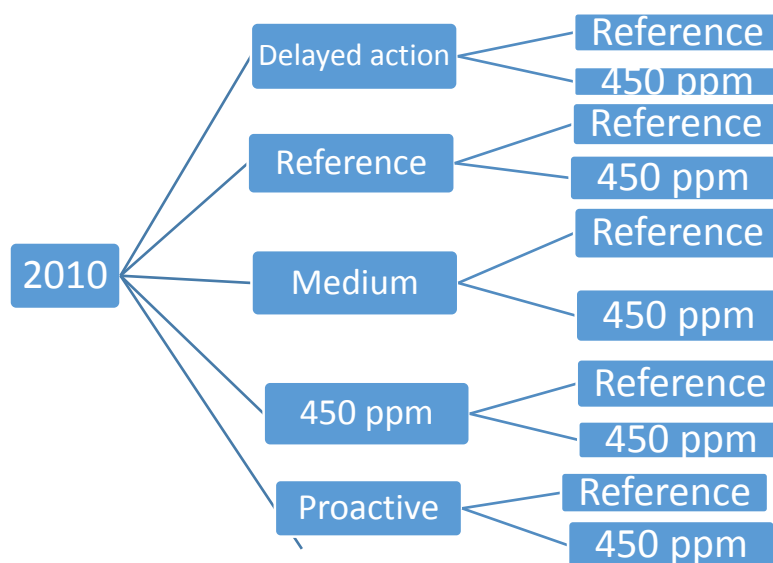 2010
Delayed action
Reference
450 ppm
Reference
Reference
450 ppm
Medium
Reference
450 ppm
450 ppm
Reference
450 ppm
Proactive
Reference
450 ppm